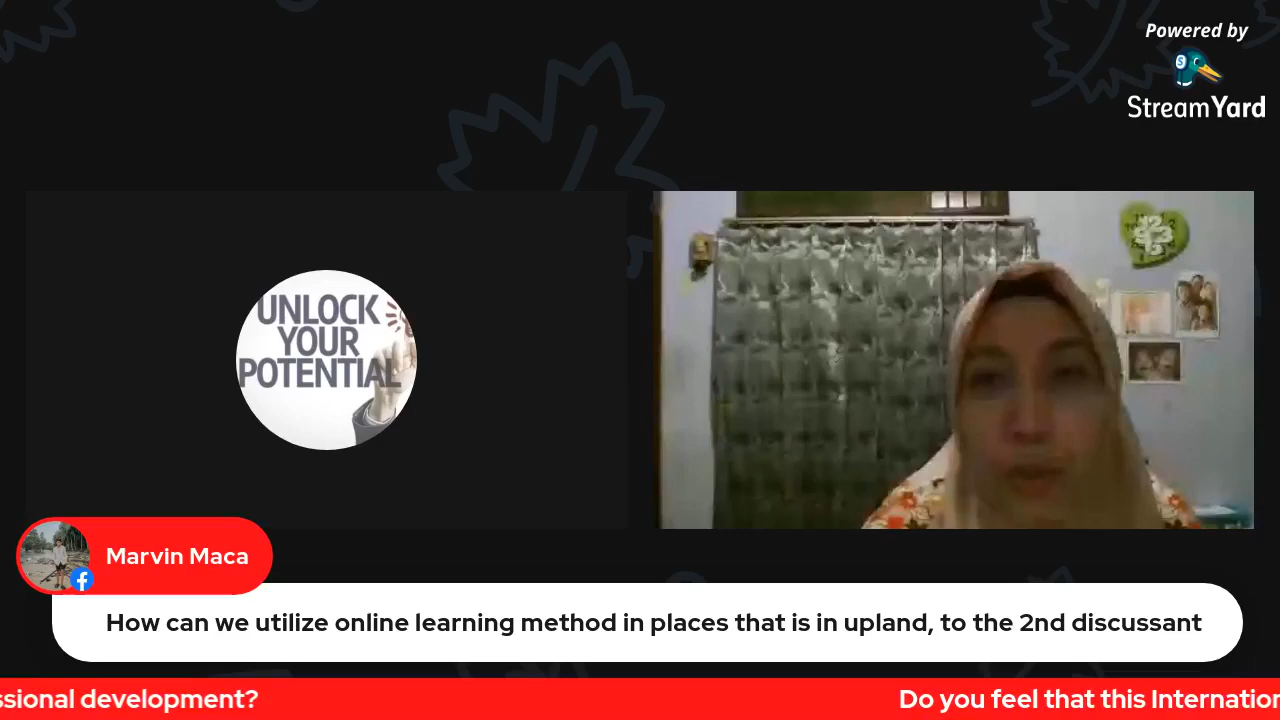 Powered by
StreamYard
UNLOCK
YOUR
POTENTIAL
12
Marvin Maca
How can we utilize online learning method in places that is in upland, to the 2nd discussant
ssional development?
Do you feel that this Internation